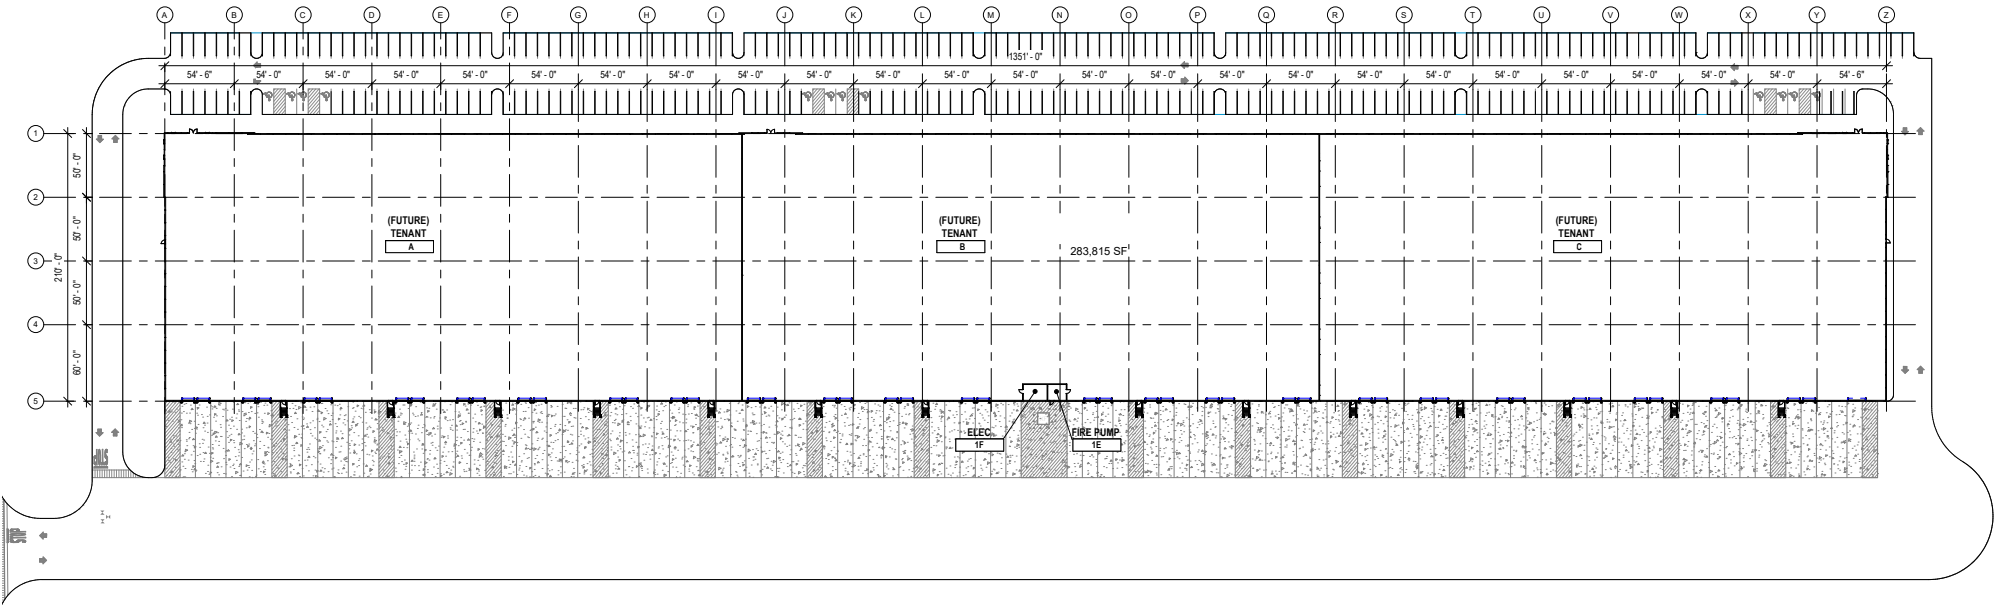 A B C D E F G H I J K L M N O P Q R S T U V W X Y Z
1351' - 0"
54' - 6" 54' - 0" 54' - 0" 54' - 0" 54' - 0" 54' - 0" 54' - 0" 54' - 0" 54' - 0" 54' - 0" 54' - 0" 54' - 0" 54' - 0" 54' - 0" 54' - 0" 54' - 0" 54' - 0" 54' - 0" 54' - 0" 54' - 0" 54' - 0" 54' - 0" 54' - 0" 54' - 0" 54' - 6"
1
50' - 0"
2
50' - 0"
3
210' - 0"
50' - 0"
4
60' - 0"
5
(FUTURE)
TENANT
A
(FUTURE)
TENANT
B
283,815 SF
(FUTURE)
TENANT
C
ELEC.
1F
FIRE PUMP
1E